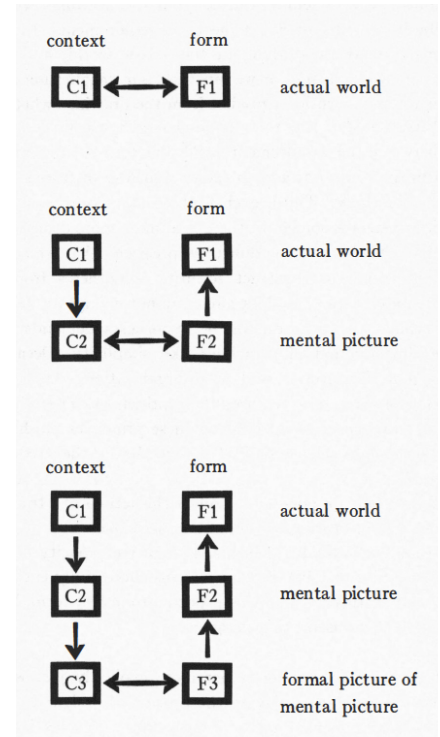 context form
C1 F1 actual world
context form
C1 F1 actual world
C2 F2 mental picture
context form
C1 F1 actual world
C2 F2 mental picture
C3 F3 formal picture of
mental picture